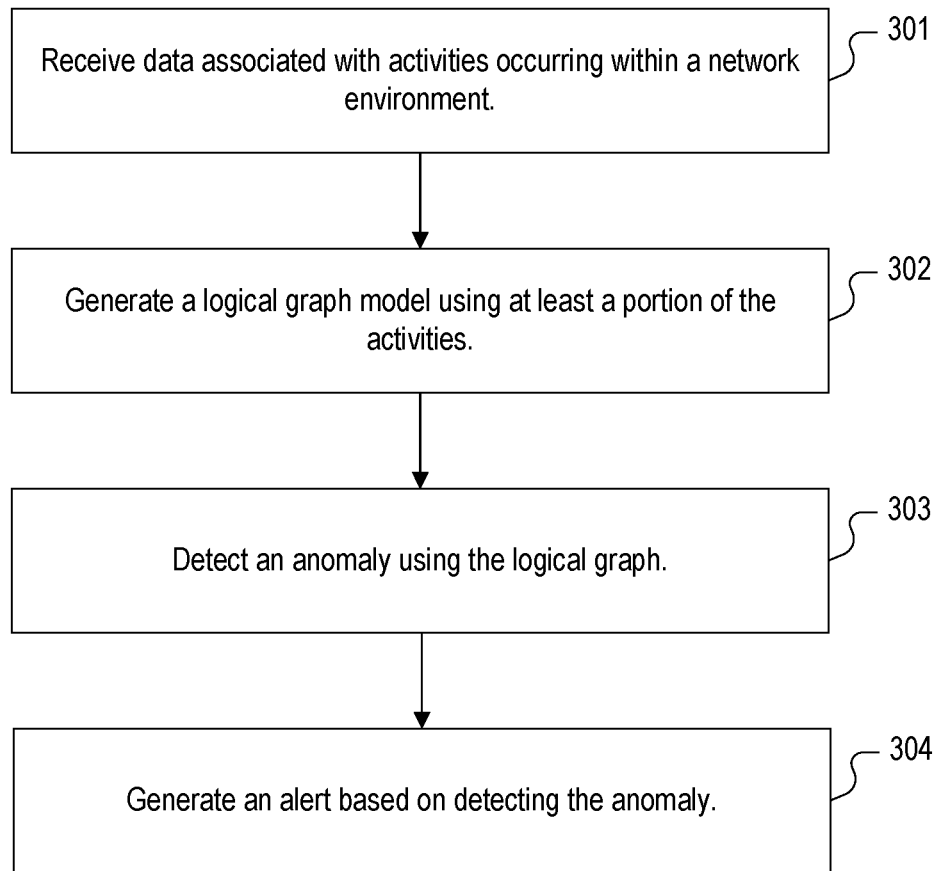 Receive data associated with activities occurring within a network
environment.
301
Generate a logical graph model using at least a portion of the
activities.
302
Detect an anomaly using the logical graph.
303
Generate an alert based on detecting the anomaly.
304